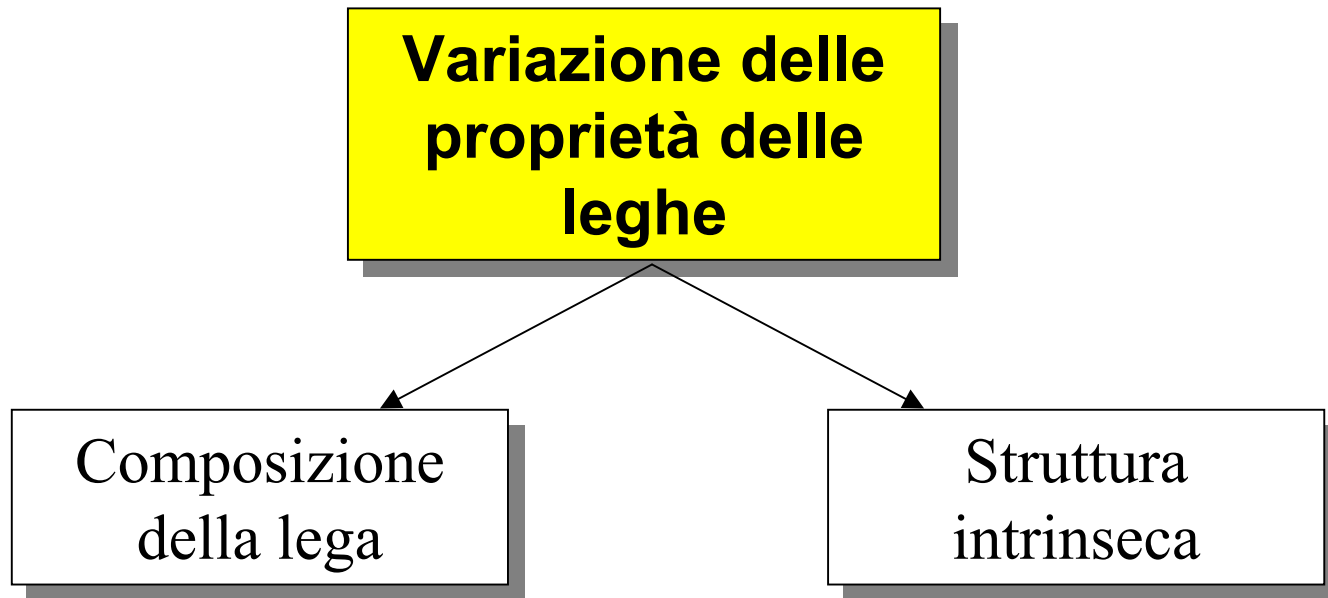 Variazione delle
proprietà delle
leghe
Composizione
della lega
Struttura
intrinseca